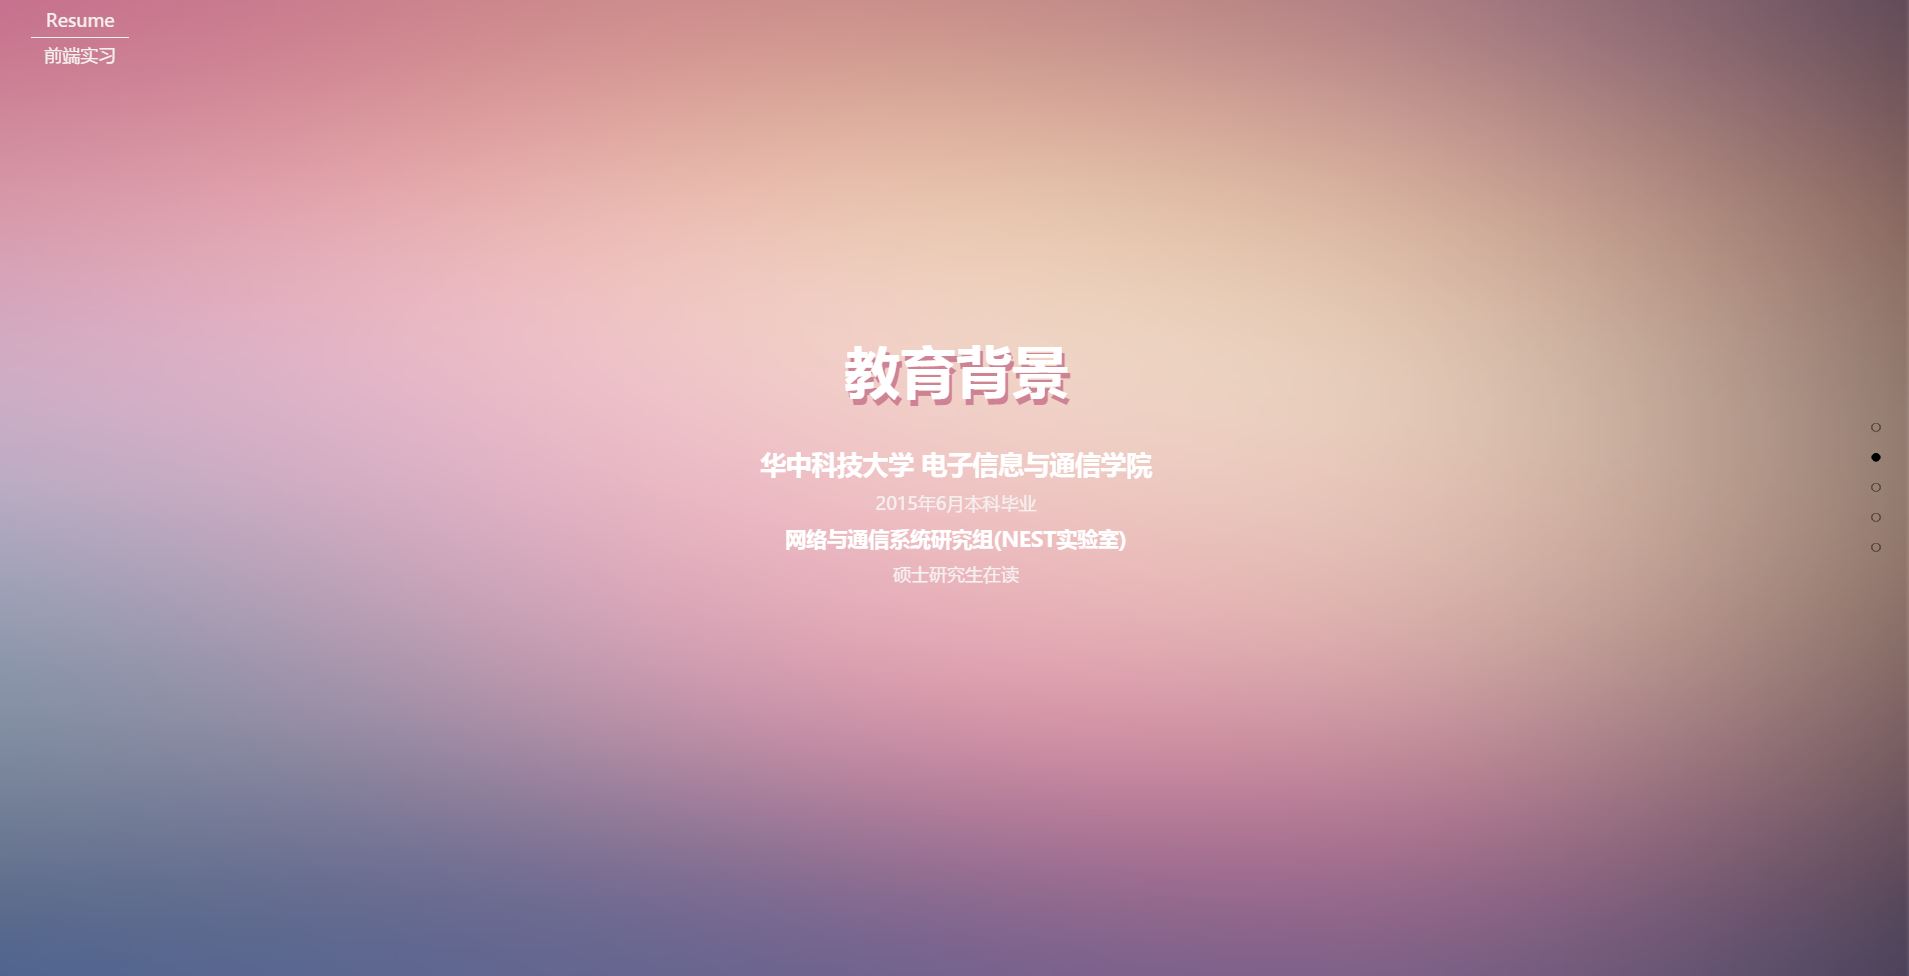 Resume
前端实习
教育背景
华中科技大学 电子信息与通信学院
2015年6月本科毕业
网络与通信系统研究组(NEST实验室)
硕士研究生在读